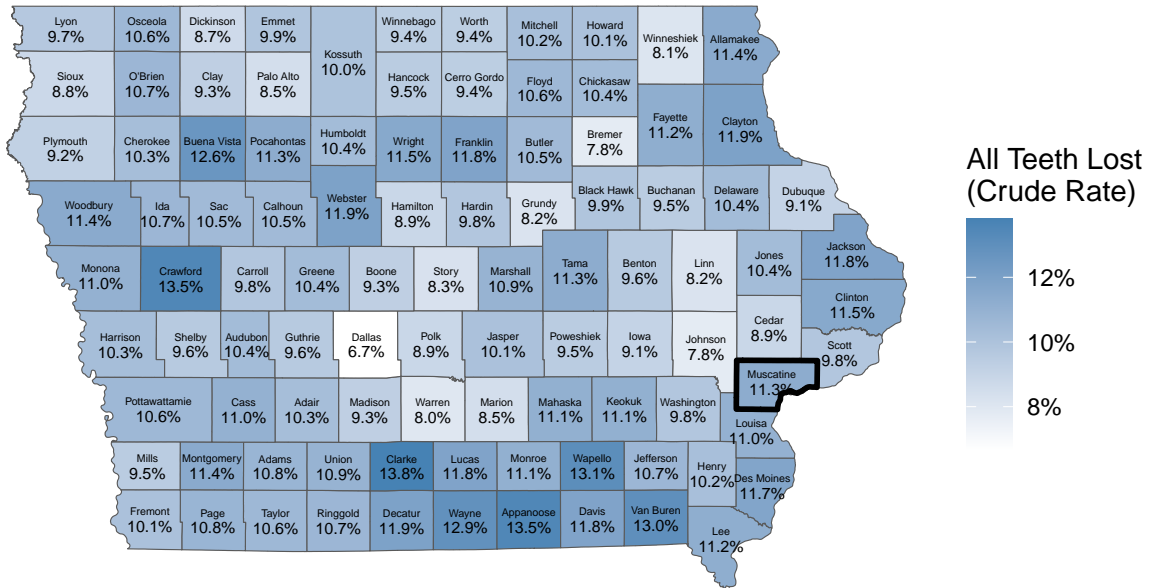 Lyon
9.7%
Osceola
10.6%
Dickinson
8.7%
Emmet
9.9%
Winnebago
9.4%
Worth
9.4%
Mitchell
10.2%
Howard
10.1%
Winneshiek
8.1%
Allamakee
11.4%
Kossuth
10.0%
Sioux
8.8%
O'Brien
10.7%
Clay
9.3%
Palo Alto
8.5%
Hancock
9.5%
Cerro Gordo
9.4%
Floyd
10.6%
Chickasaw
10.4%
Fayette
11.2%
Clayton
11.9%
Plymouth
9.2%
Cherokee
10.3%
Buena Vista
12.6%
Pocahontas
11.3%
Humboldt
10.4%
Wright
11.5%
Franklin
11.8%
Butler
10.5%
Bremer
7.8%
Woodbury
11.4%
Ida
10.7%
Sac
10.5%
Calhoun
10.5%
Webster
11.9%
Hamilton
8.9%
Hardin
9.8%
Grundy
8.2%
Black Hawk
9.9%
Buchanan
9.5%
Delaware
10.4%
Dubuque
9.1%
Monona
11.0%
Crawford
13.5%
Carroll
9.8%
Greene
10.4%
Boone
9.3%
Story
8.3%
Marshall
10.9%
Tama
11.3%
Benton
9.6%
Linn
8.2%
Jones
10.4%
Jackson
11.8%
Clinton
11.5%
Harrison
10.3%
Shelby
9.6%
Audubon
10.4%
Guthrie
9.6%
Dallas
6.7%
Polk
8.9%
Jasper
10.1%
Poweshiek
9.5%
Iowa
9.1%
Johnson
7.8%
Cedar
8.9%
Scott
9.8%
Muscatine
11.3%
Pottawattamie
10.6%
Cass
11.0%
Adair
10.3%
Madison
9.3%
Warren
8.0%
Marion
8.5%
Mahaska
11.1%
Keokuk
11.1%
Washington
9.8%
Louisa
11.0%
Mills
9.5%
Montgomery
11.4%
Adams
10.8%
Union
10.9%
Clarke
13.8%
Lucas
11.8%
Monroe
11.1%
Wapello
13.1%
Jefferson
10.7%
Henry
10.2%
Des Moines
11.7%
Fremont
10.1%
Page
10.8%
Taylor
10.6%
Ringgold
10.7%
Decatur
11.9%
Wayne
12.9%
Appanoose
13.5%
Davis
11.8%
Van Buren
13.0%
Lee
11.2%
All Teeth Lost
(Crude Rate)
12%
10%
8%